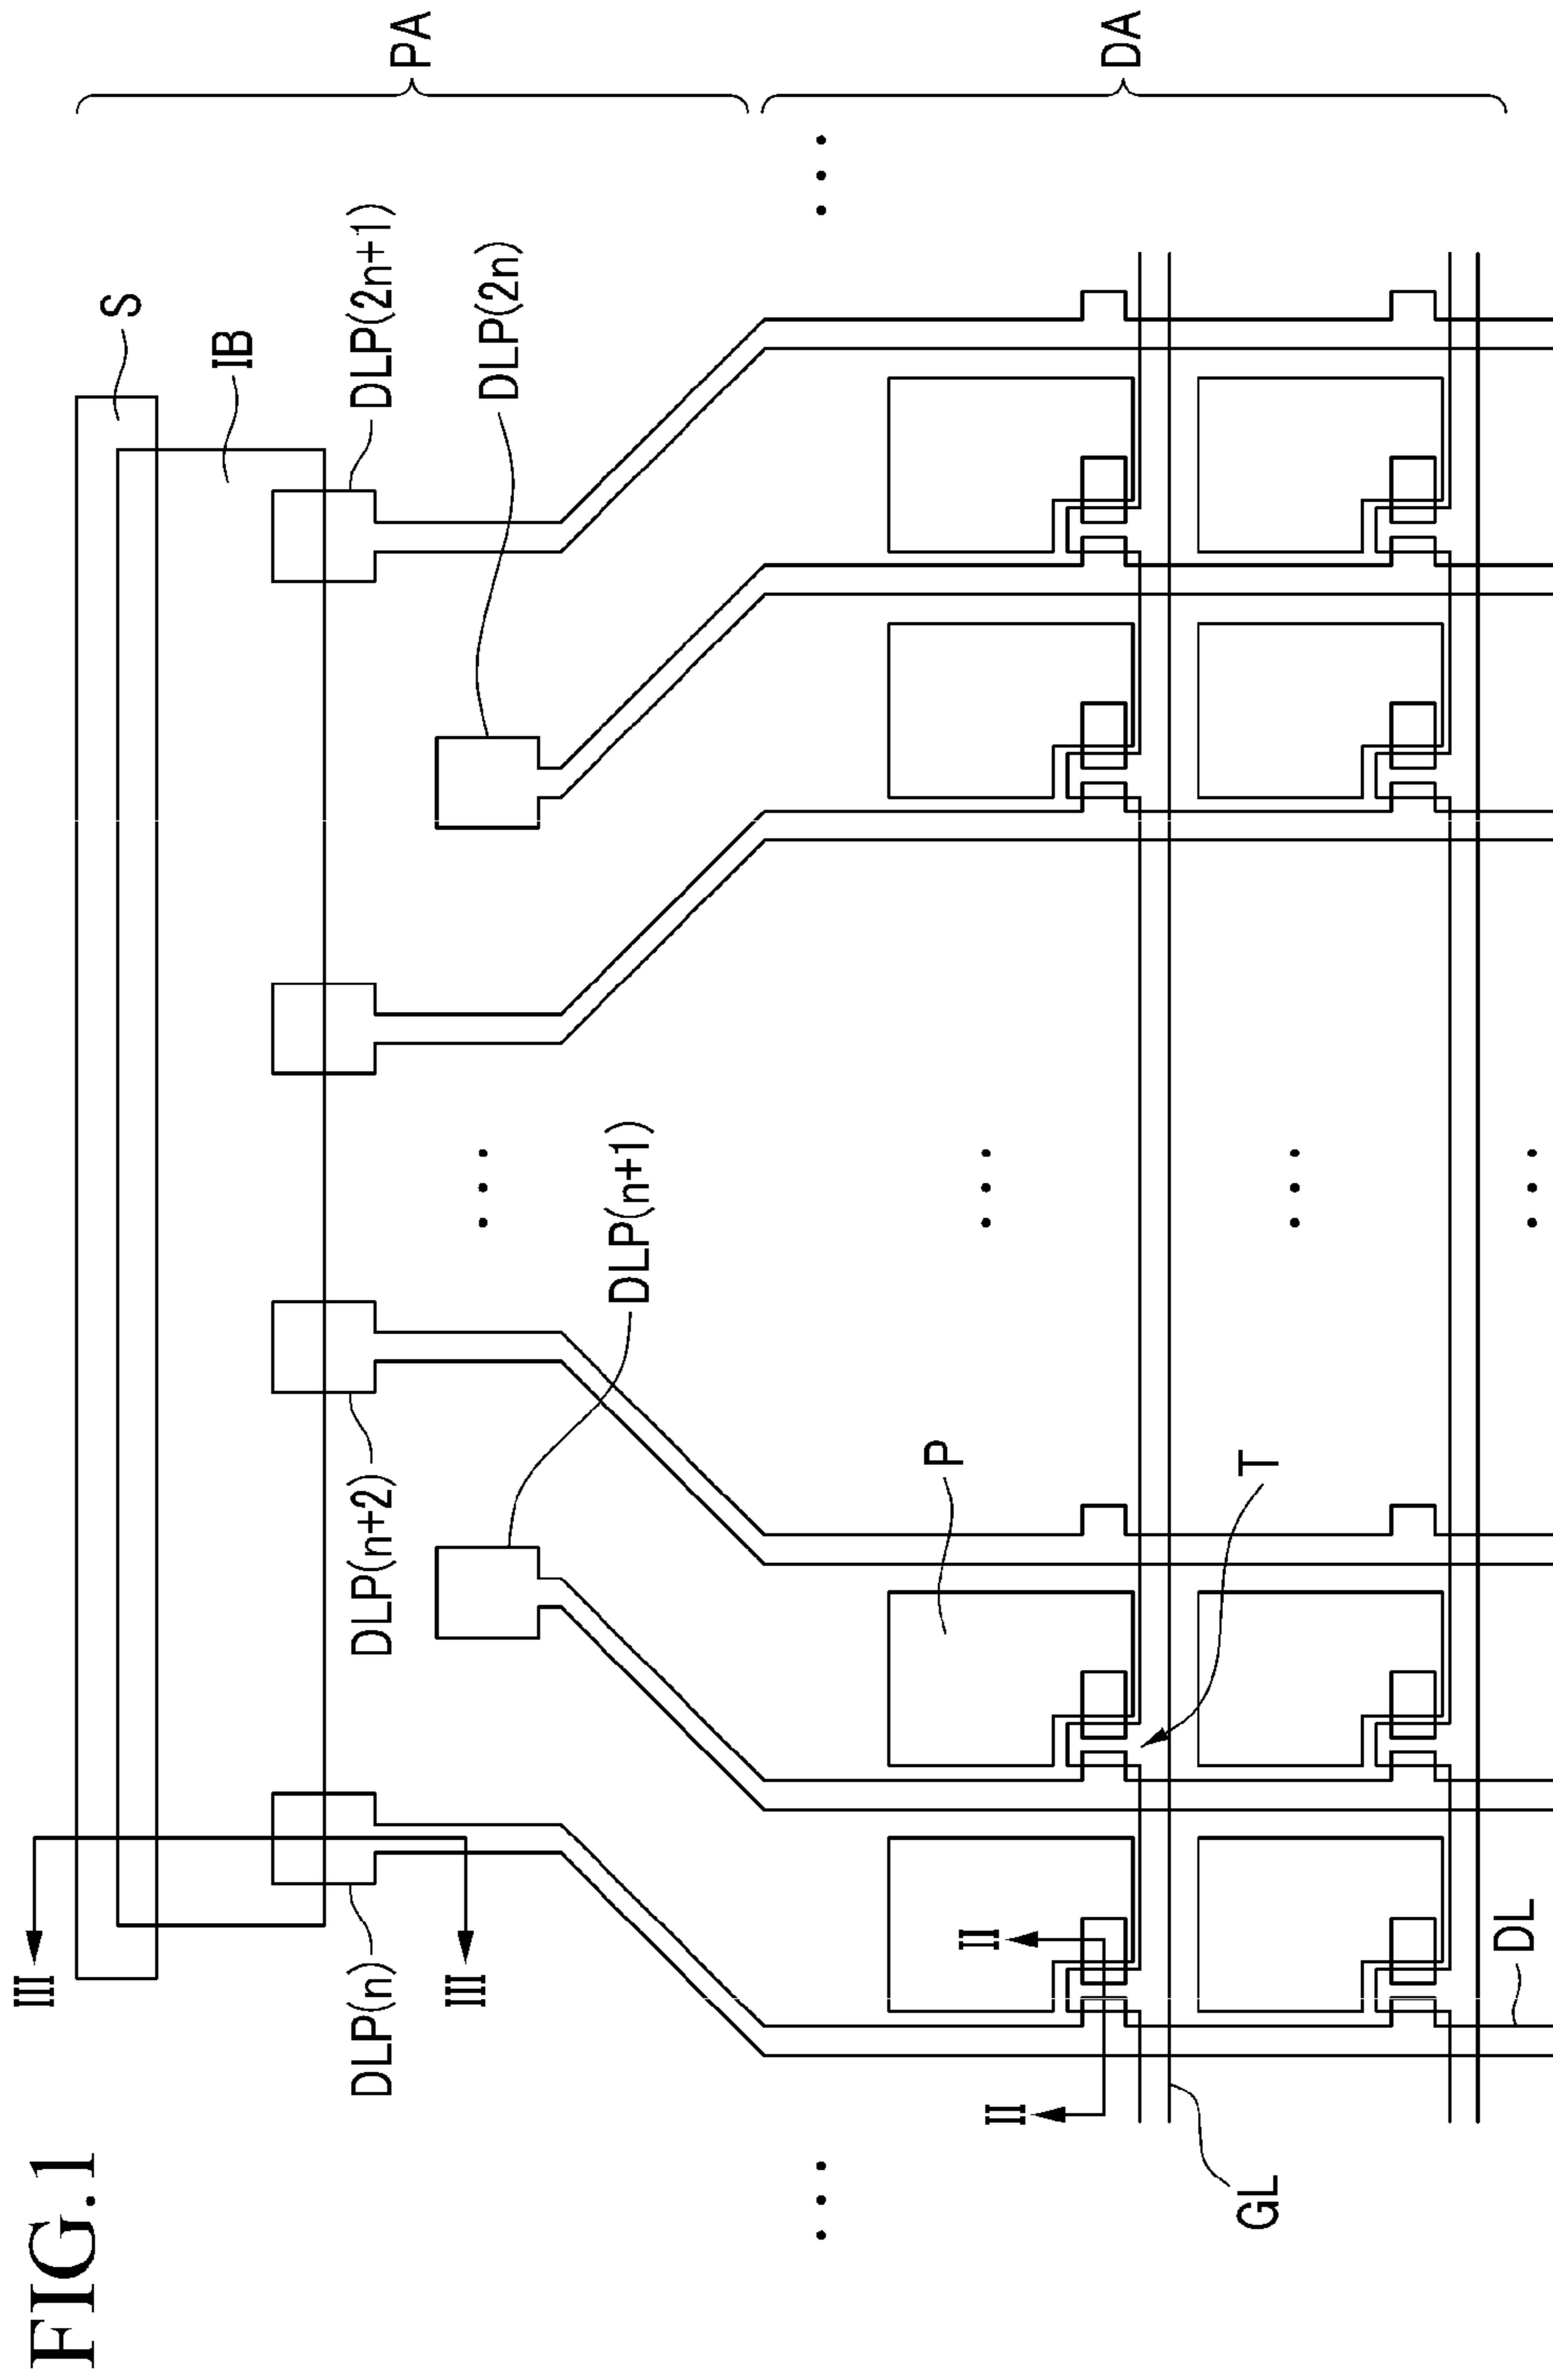 FIG.1
III
S
IB
PA
DLP(n)
III
DLP(n+2)
DLP(2n+1)
DLP(2n)
DLP(n+1)
P
II
II
T
DA
GL
DL